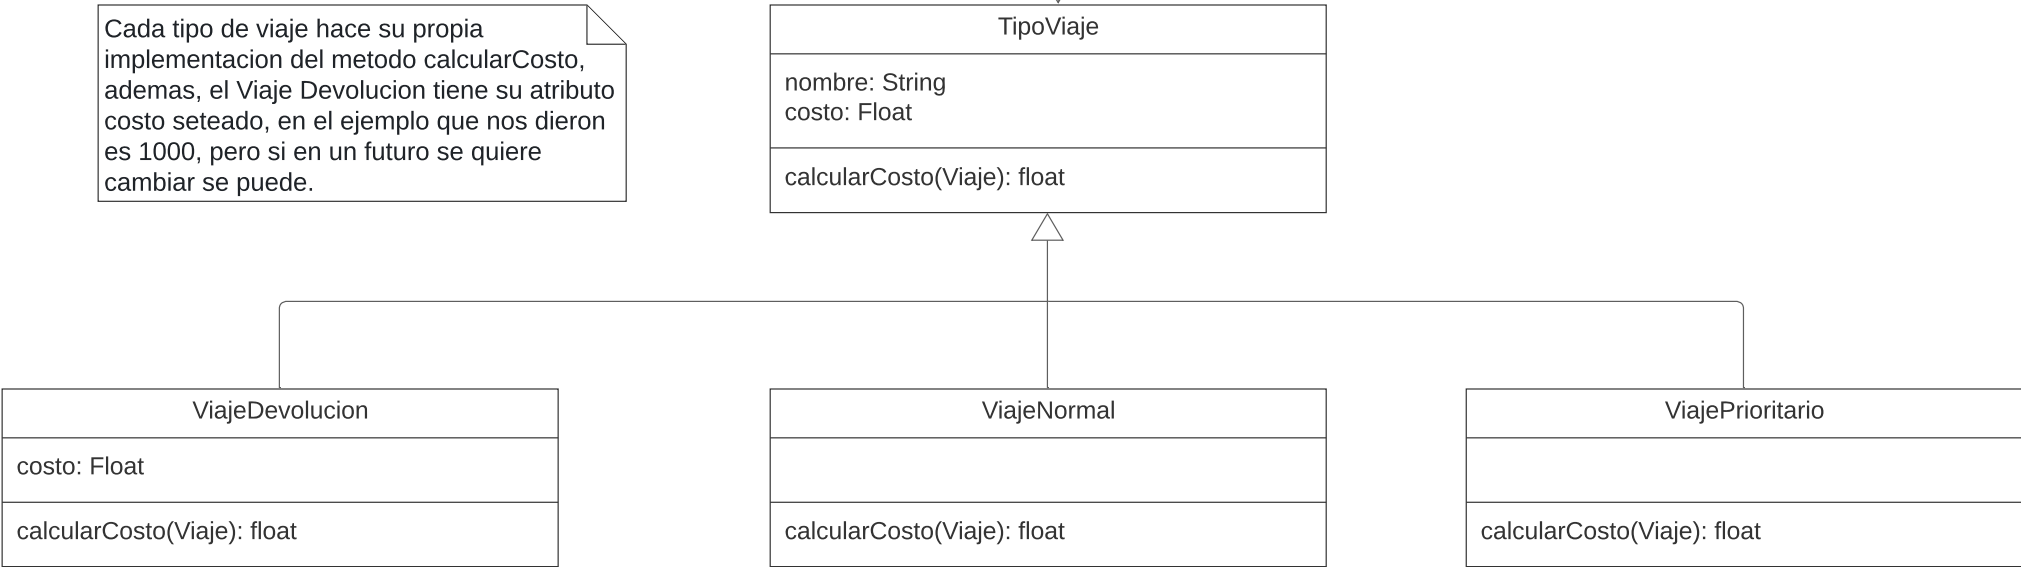 Cada tipo de viaje hace su propia
implementacion del metodo calcularCosto,
ademas, el Viaje Devolucion tiene su atributo
costo seteado, en el ejemplo que nos dieron
es 1000, pero si en un futuro se quiere
cambiar se puede.
TipoViaje
nombre: String
costo: Float
calcularCosto(Viaje): float
ViajeDevolucion
costo: Float
calcularCosto(Viaje): float
ViajeNormal
calcularCosto(Viaje): float
ViajePrioritario
calcularCosto(Viaje): float